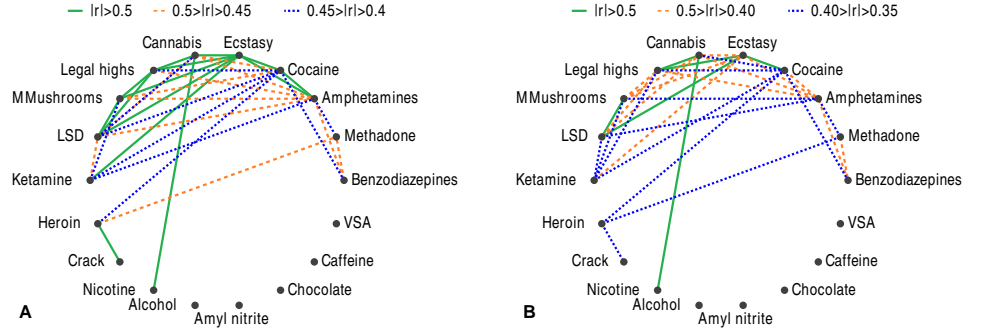 |r|>0.5 0.5>|r|>0.45 0.45>|r|>0.4
Cannabis Ecstasy
Legal highs Cocaine
MMushrooms Amphetamines
LSD Methadone
Ketamine Benzodiazepines
Heroin VSA
Crack Caffeine
Nicotine Chocolate
Alcohol
A Amyl nitrite
|r|>0.5 0.5>|r|>0.40 0.40>|r|>0.35
Cannabis Ecstasy
Legal highs Cocaine
MMushrooms Amphetamines
LSD Methadone
Ketamine Benzodiazepines
Heroin VSA
Crack Caffeine
Nicotine Chocolate
Alcohol
B Amyl nitrite